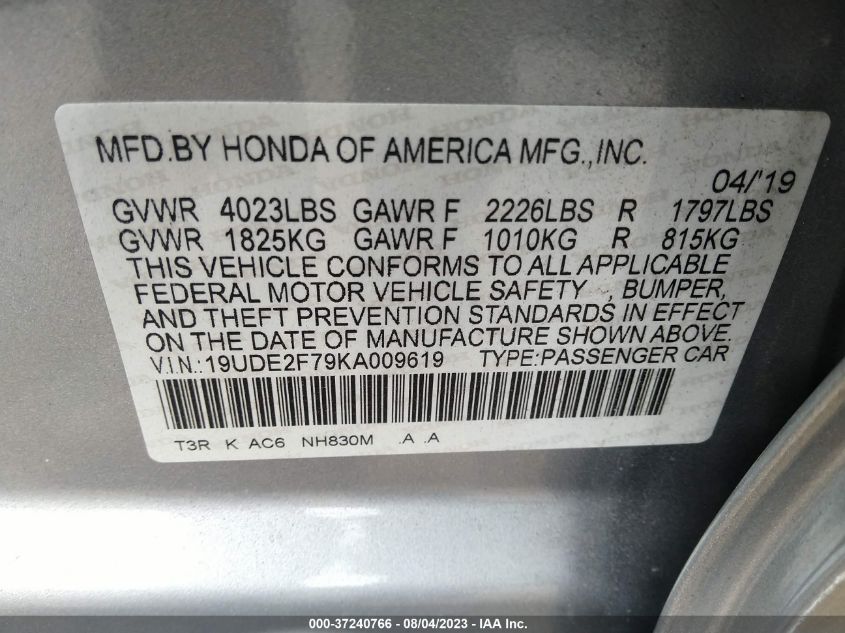 MFD.BY HONDA OF AMERICA MFG.,INC.
04/'19
GVWR 4023LBS GAWR F 2226LBS R 1797LBS
GVWR 1825KG GAWR F 1010KG R 815KG
THIS VEHICLE CONFORMS TO ALL APPLICABLE
FEDERAL MOTOR VEHICLE SAFETY , BUMPER,
AND THEFT PREVENTION STANDARDS IN EFFECT
ON THE DATE OF MANUFACTURE SHOWN ABOVE.
V.I.N.:19UDE2F79KA009619 TYPE:PASSENGER CAR
T3R K AC6 NH830M .A .A
000-37240766 - 08/04/2023 - IAA Inc.